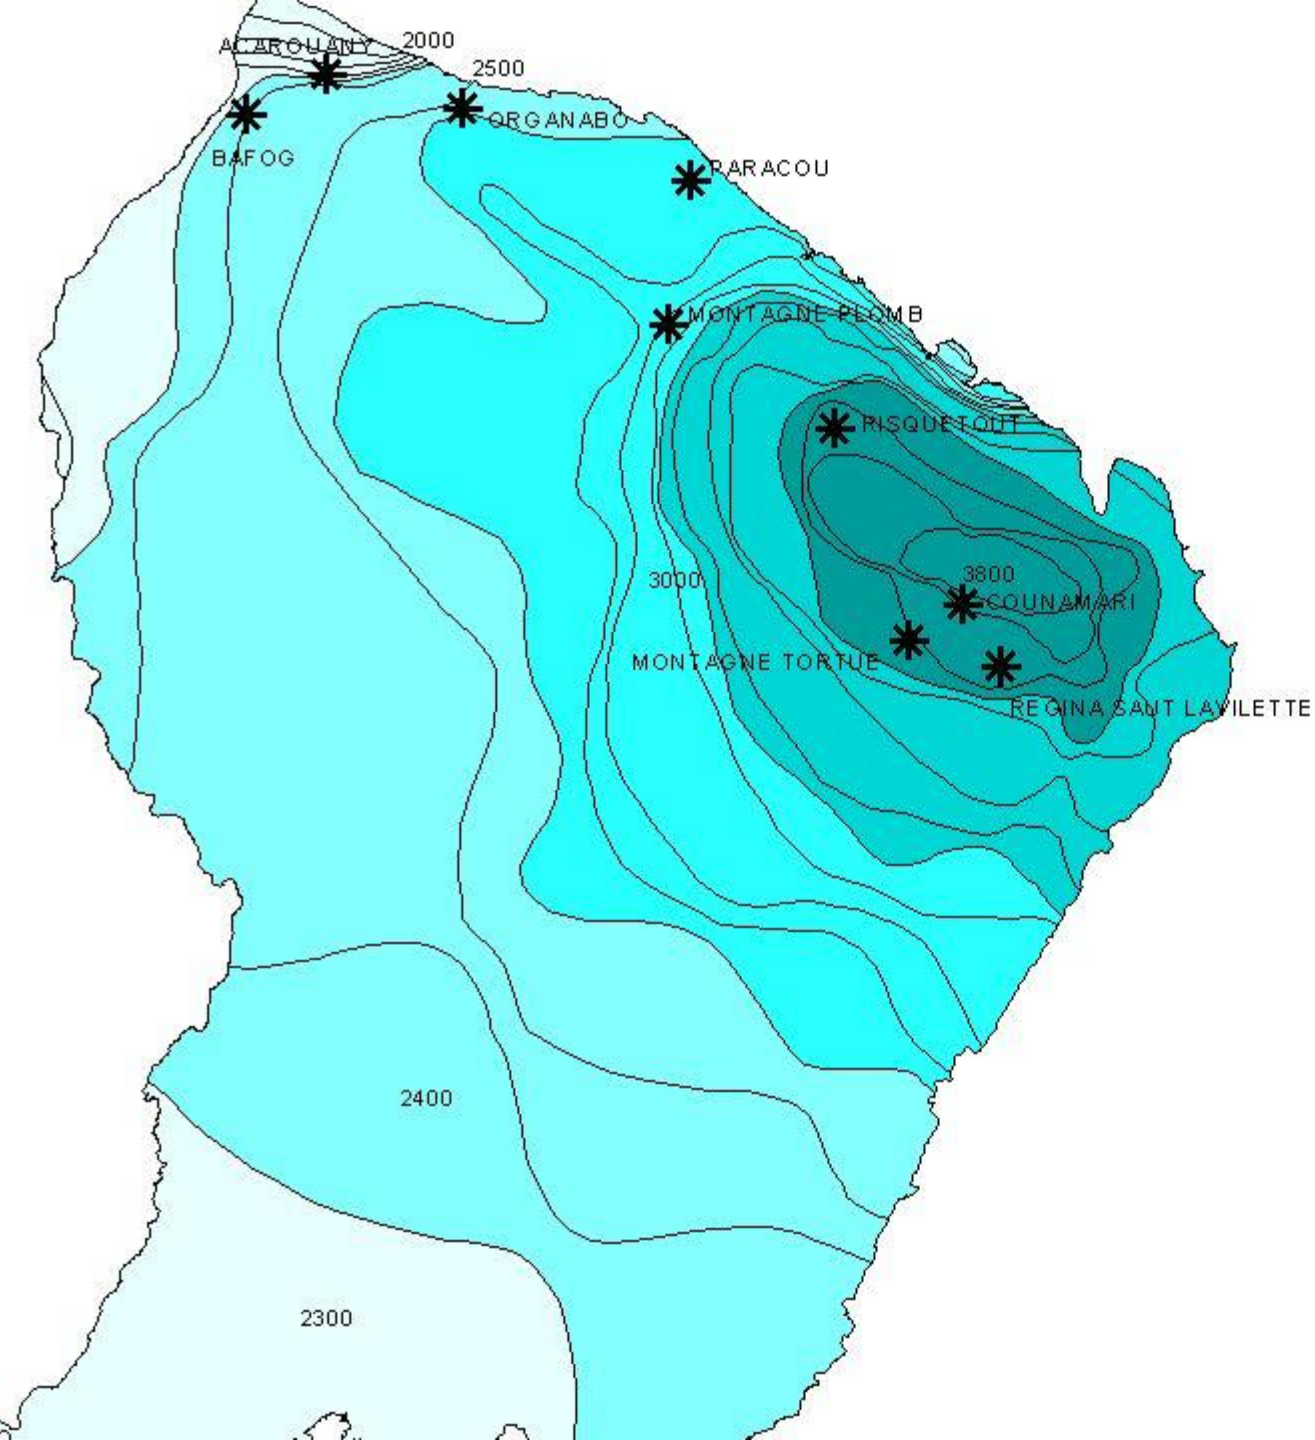 ACAROUANY
2000
2500
ORGANABO
BAFOG
PARACOU
MONTAGNE PLOMB
RISQUETOUT
3000
3800
COUNAMARI
MONTAGNE TORTUE
REGINA SAUT LAVILETTE
2400
2300